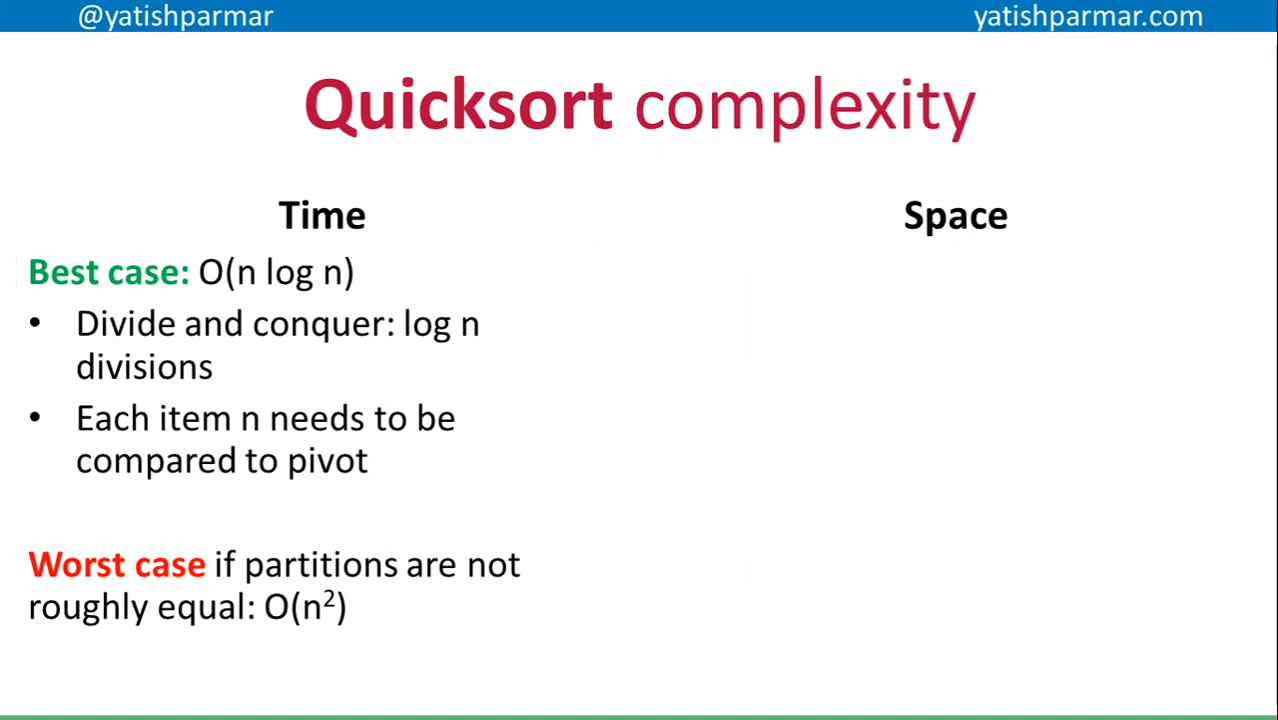 @yatishparmar
yatishparmar.com
Quicksort complexity
Time
Best case: O(n log n)
• Divide and conquer: log n
divisions
• Each item n needs to be
compared to pivot
Worst case if partitions are not
roughly equal: O(n²)
Space